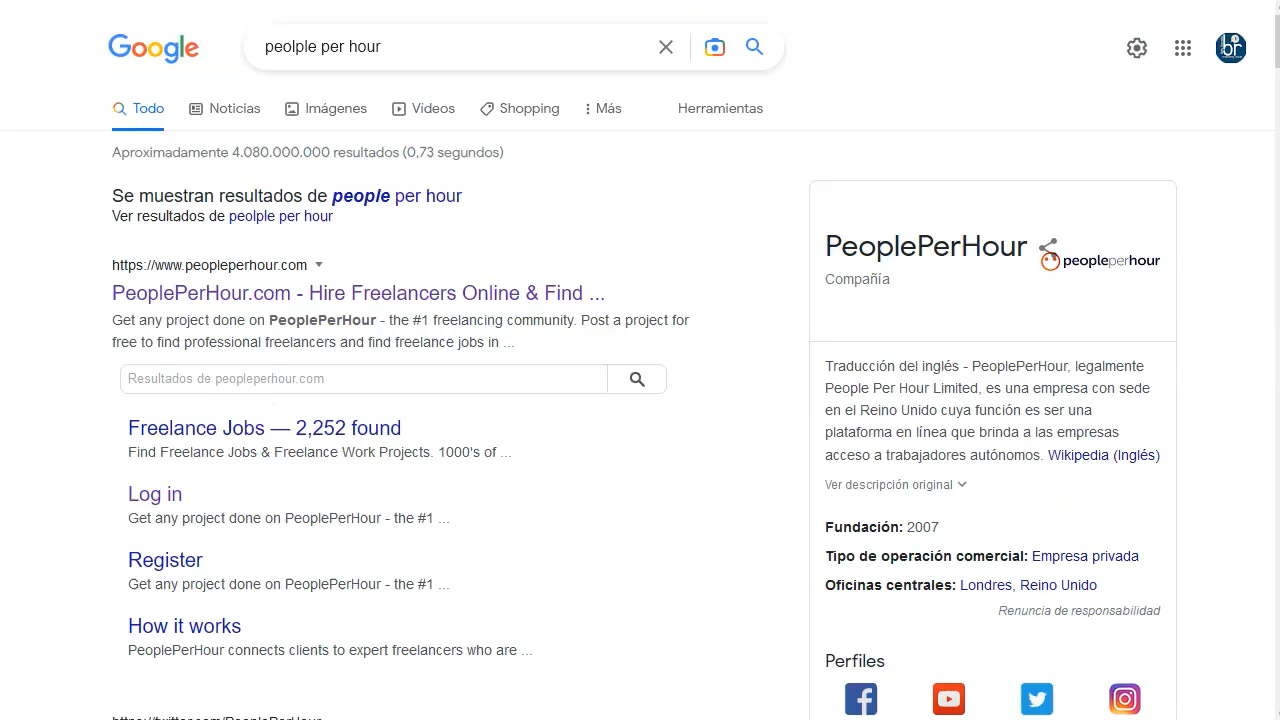 Google
peolple per hour
Todo
Noticias
Imágenes
Vídeos
Shopping
Más
Herramientas
Aproximadamente 4.080.000.000 resultados (0,73 segundos)
Se muestran resultados de people per hour
Ver resultados de peolple per hour
https://www.peopleperhour.com
PeoplePerHour.com - Hire Freelancers Online & Find ...
Get any project done on PeoplePerHour - the #1 freelancing community. Post a project for
free to find professional freelancers and find freelance jobs in ...
Resultados de peopleperhour.com
Freelance Jobs — 2,252 found
Find Freelance Jobs & Freelance Work Projects. 1000's of ...
Log in
Get any project done on PeoplePerHour - the #1 ...
Register
Get any project done on PeoplePerHour - the #1 ...
How it works
PeoplePerHour connects clients to expert freelancers who are ...
https://twitter.com/PeoplePerHour
br
PeoplePerHour
peopleperhour
Compañía
Traducción del inglés - PeoplePerHour, legalmente
People Per Hour Limited, es una empresa con sede
en el Reino Unido cuya función es ser una
plataforma en línea que brinda a las empresas
acceso a trabajadores autónomos. Wikipedia (Inglés)
Ver descripción original
Fundación: 2007
Tipo de operación comercial: Empresa privada
Oficinas centrales: Londres, Reino Unido
Renuncia de responsabilidad
Perfiles